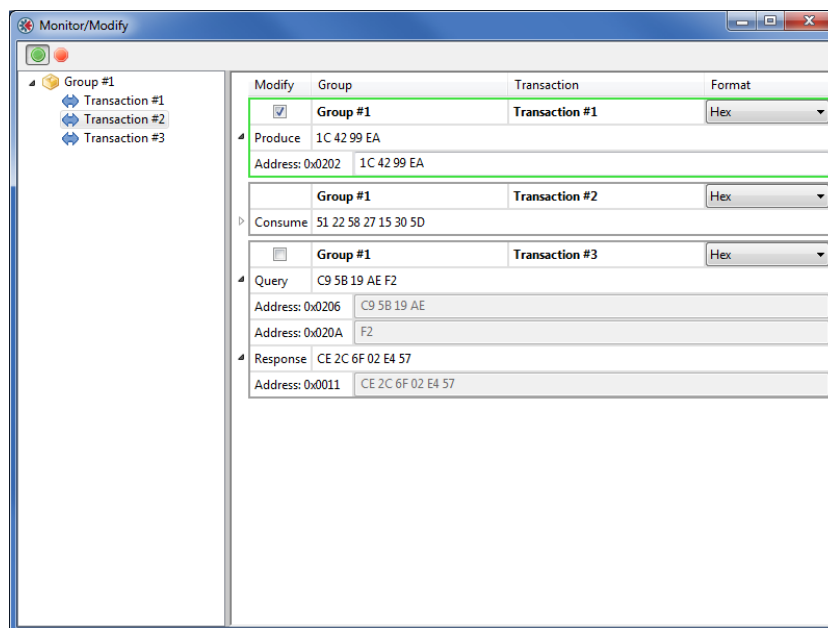 Monitor/Modify
Group #1
Transaction #1
Transaction #2
Transaction #3
Modify Group Transaction Format
Group #1 Transaction #1 Hex
Produce 1C 42 99 EA
Address: 0x0202 1C 42 99 EA
Group #1 Transaction #2 Hex
Consume 51 22 58 27 15 30 5D
Group #1 Transaction #3 Hex
Query C9 5B 19 AE F2
Address: 0x0206 C9 5B 19 AE
Address: 0x020A F2
Response CE 2C 6F 02 E4 57
Address: 0x0011 CE 2C 6F 02 E4 57